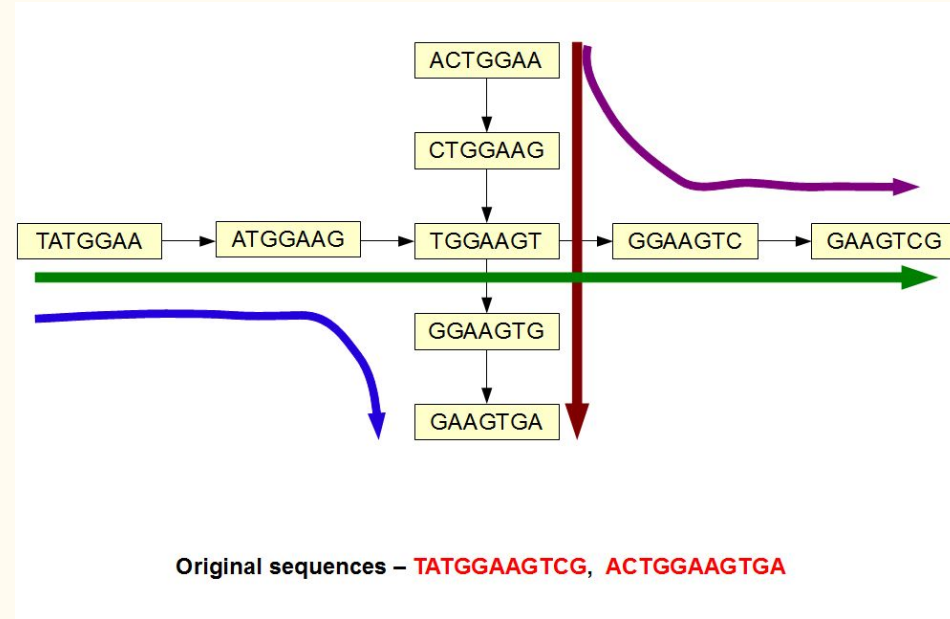 ACTGGAA
CTGGAAG
TATGGAA ATGGAAG TGGAAGT GGAAGTC GAAGTCG
GGAAGTG
GAAGTGA
Original sequences – TATGGAAGTCG, ACTGGAAGTGA